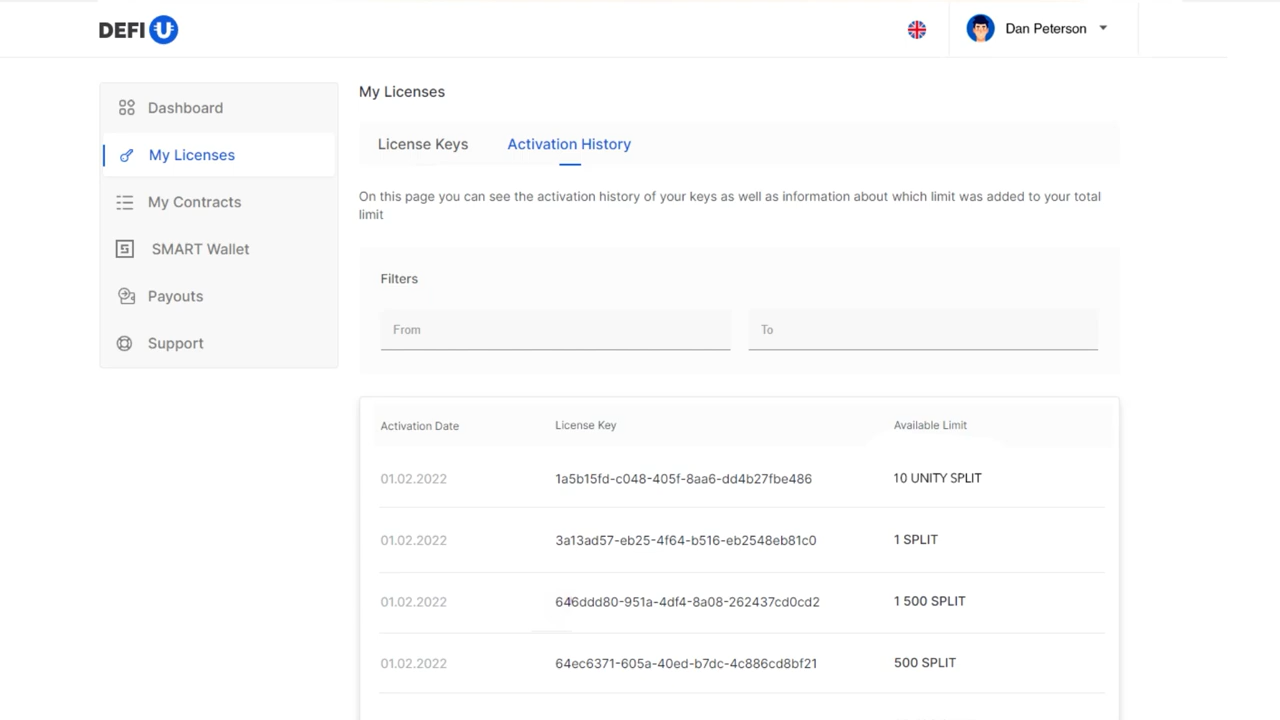 DEFI U
Dan Peterson
Dashboard
My Licenses
My Contracts
SMART Wallet
Payouts
Support
My Licenses
License Keys Activation History
On this page you can see the activation history of your keys as well as information about which limit was added to your total
limit
Filters
From To
Activation Date License Key Available Limit
01.02.2022 1a5b15fd-c048-405f-8aa6-dd4b27fbe486 10 UNITY SPLIT
01.02.2022 3a13ad57-eb25-4f64-b516-eb2548eb81c0 1 SPLIT
01.02.2022 646ddd80-951a-4df4-8a08-262437cd0cd2 1 500 SPLIT
01.02.2022 64ec6371-605a-40ed-b7dc-4c886cd8bf21 500 SPLIT